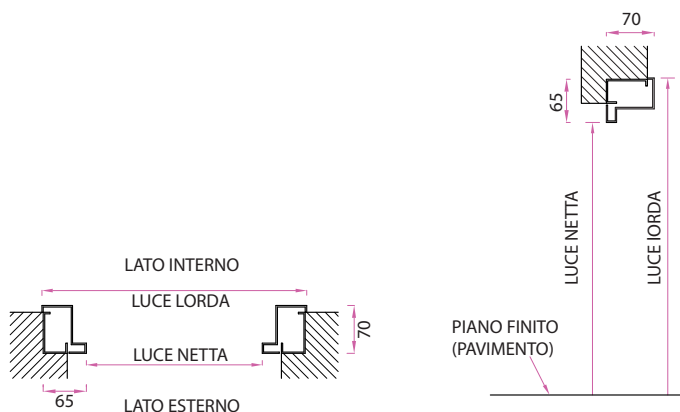 LATO INTERNO
LUCE LORDA
LUCE NETTA
70
65
LATO ESTERNO
70
65
LUCE NETTA
LUCE lORDA
PIANO FINITO
(PAVIMENTO)